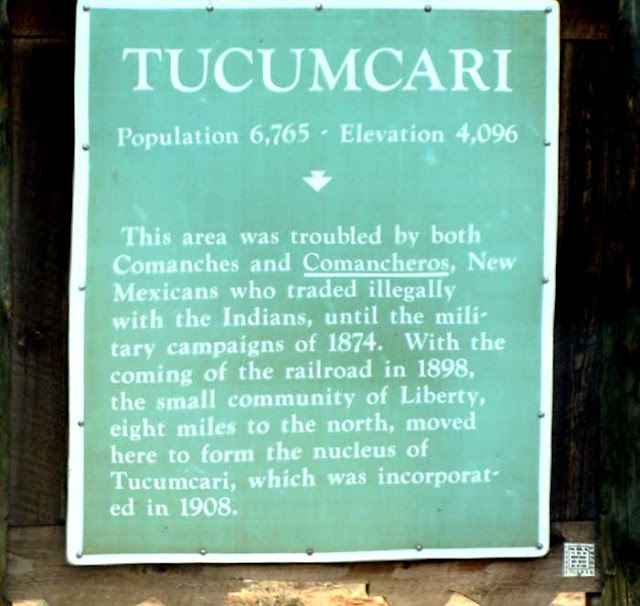 TUCUMCARI
Population 6,765 - Elevation 4,096
This area was troubled by both
Comanches and Comancheros, New
Mexicans who traded illegally
with the Indians, until the mili-
tary campaigns of 1874. With the
coming of the railroad in 1898,
the small community of Liberty,
eight miles to the north, moved
here to form the nucleus of
Tucumcari, which was incorporat-
ed in 1908.